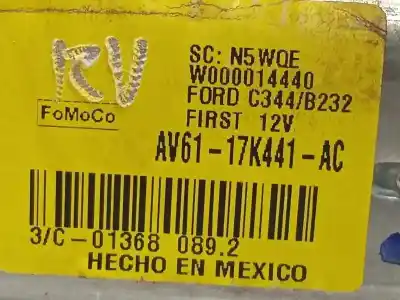 RV
SC: N5WQE
W000014440
FORD C344/B232
FoMoCo
FIRST 12V
AV61-17K441-AC
3/C-01368 089.2
HECHO EN MEXICO